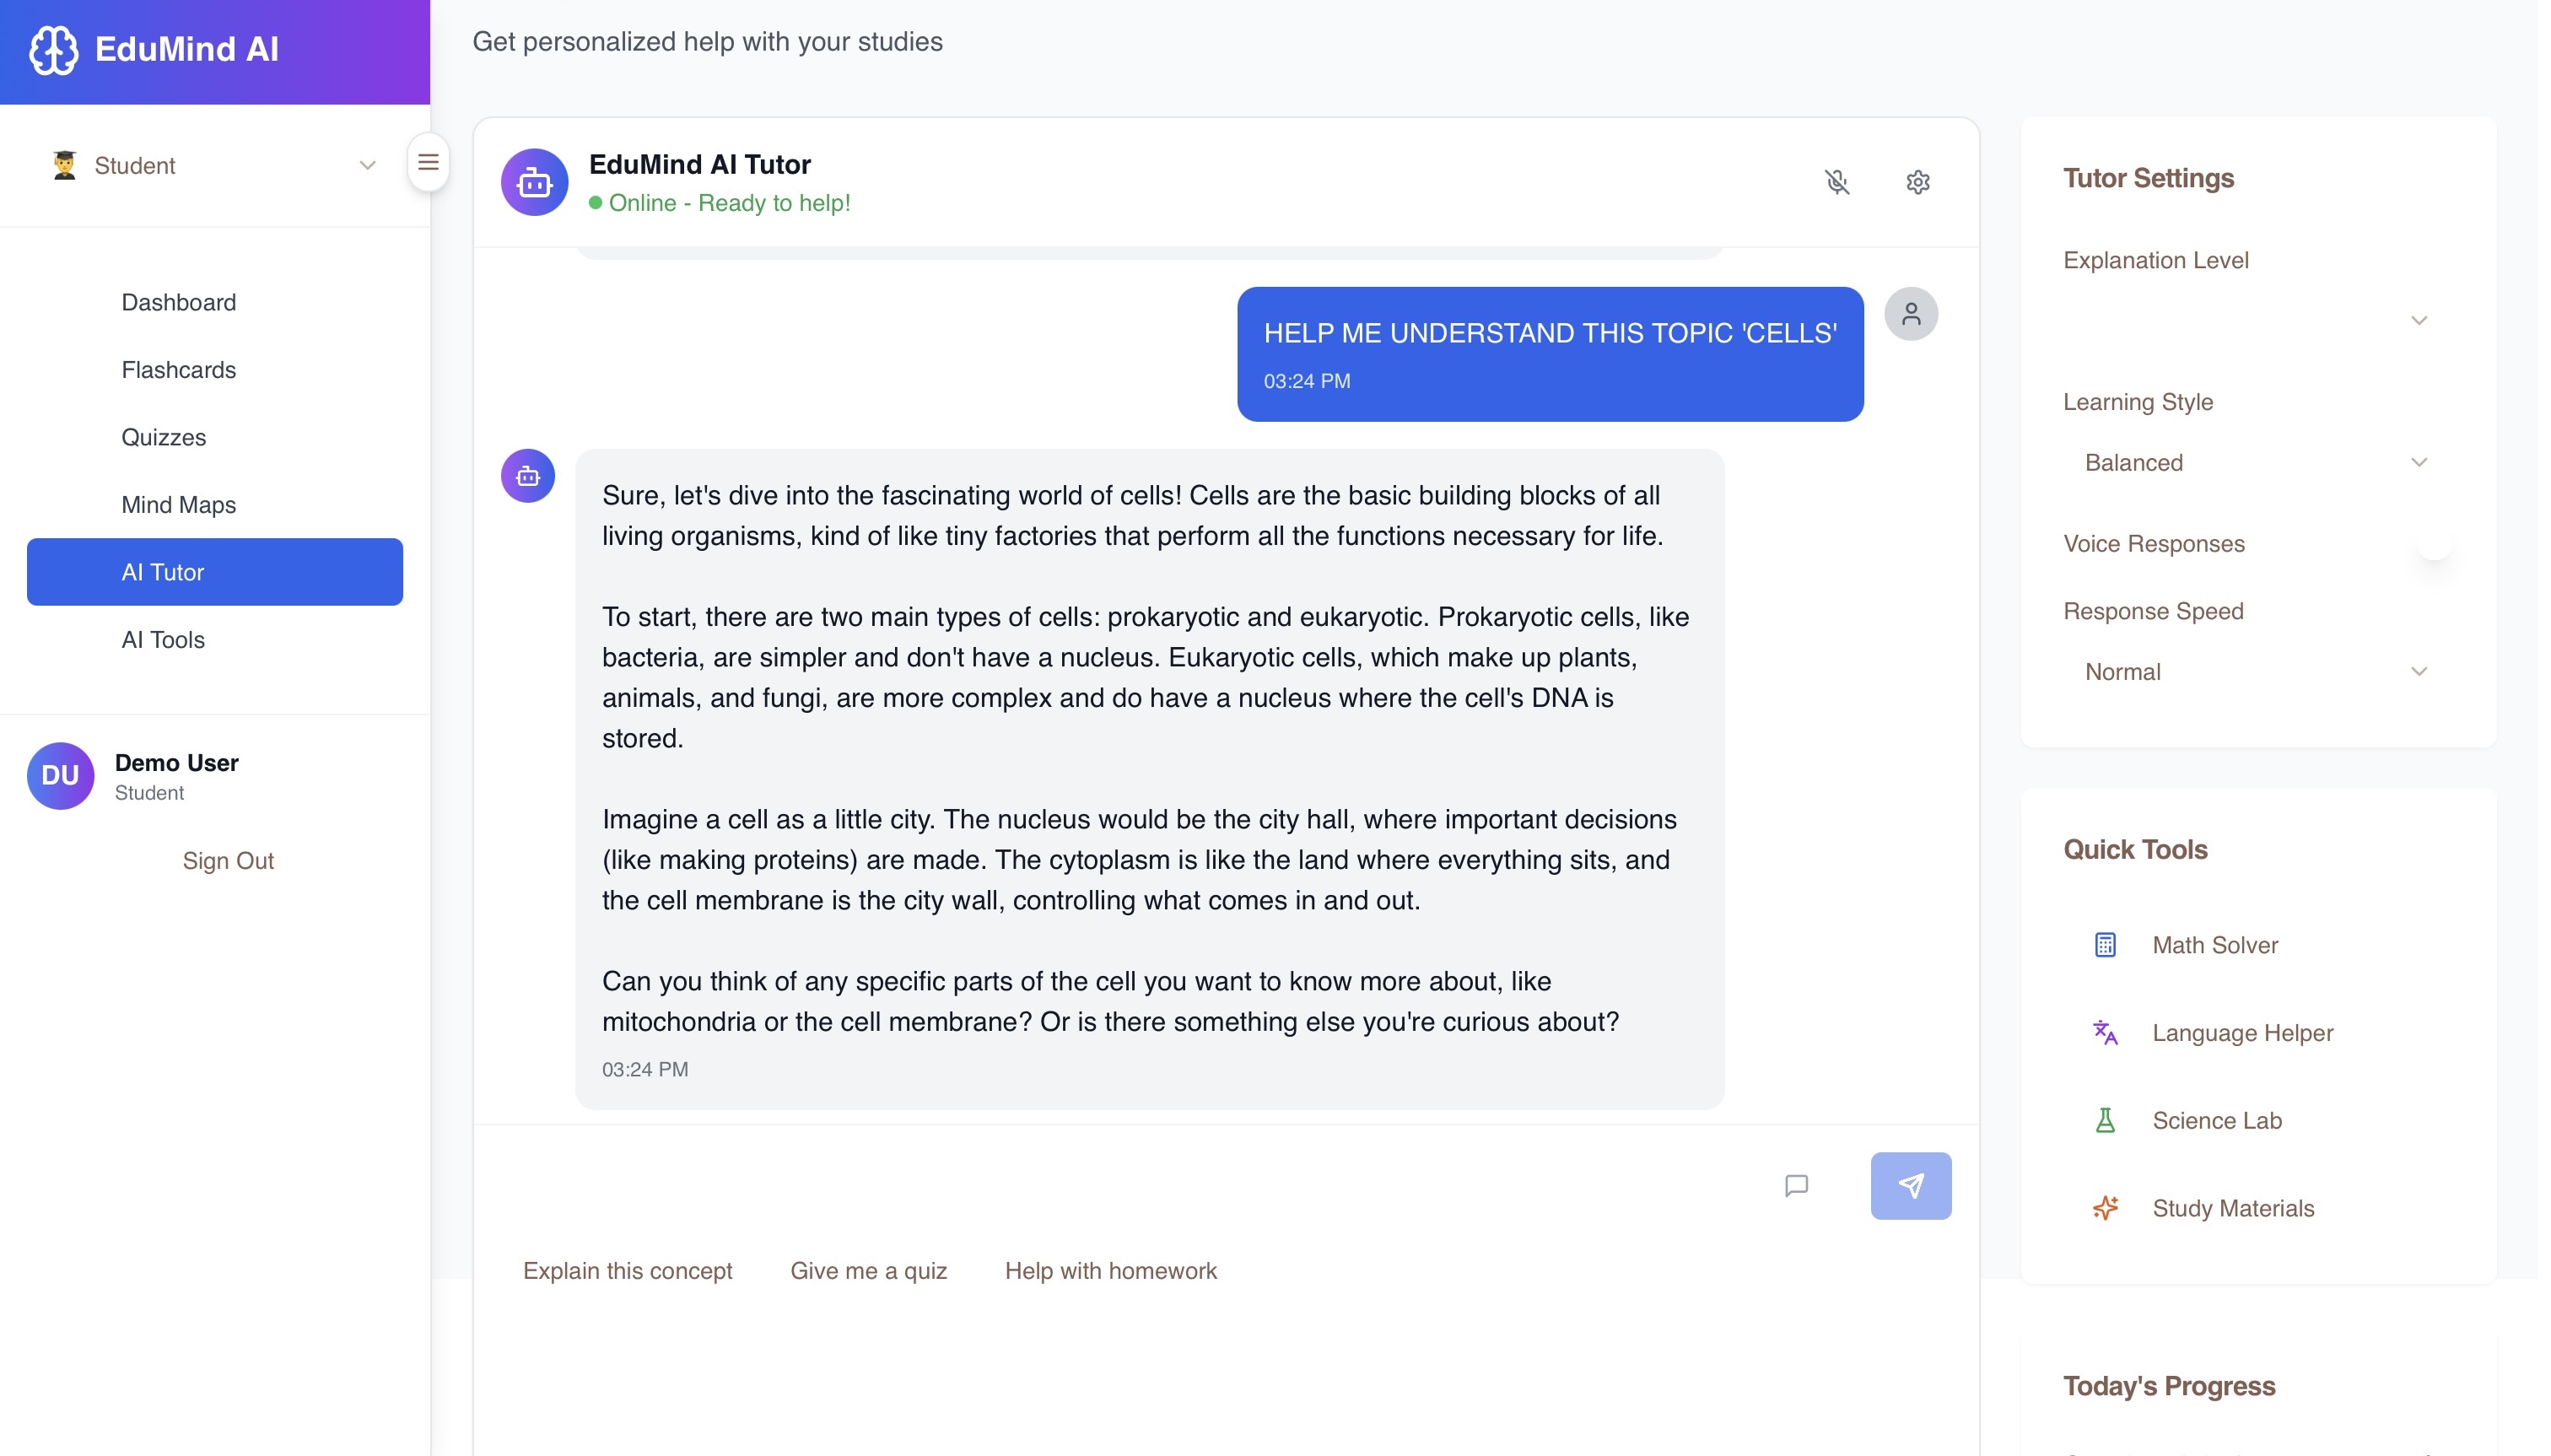 EduMind AI
Student
Dashboard
Flashcards
Quizzes
Mind Maps
AI Tutor
AI Tools
DU
Demo User
Student
Sign Out
Get personalized help with your studies
EduMind AI Tutor
Online - Ready to help!
HELP ME UNDERSTAND THIS TOPIC 'CELLS'
03:24 PM
Sure, let's dive into the fascinating world of cells! Cells are the basic building blocks of all
living organisms, kind of like tiny factories that perform all the functions necessary for life.
To start, there are two main types of cells: prokaryotic and eukaryotic. Prokaryotic cells, like
bacteria, are simpler and don't have a nucleus. Eukaryotic cells, which make up plants,
animals, and fungi, are more complex and do have a nucleus where the cell's DNA is
stored.
Imagine a cell as a little city. The nucleus would be the city hall, where important decisions
(like making proteins) are made. The cytoplasm is like the land where everything sits, and
the cell membrane is the city wall, controlling what comes in and out.
Can you think of any specific parts of the cell you want to know more about, like
mitochondria or the cell membrane? Or is there something else you're curious about?
03:24 PM
Explain this concept
Give me a quiz
Help with homework
Tutor Settings
Explanation Level
Learning Style
Balanced
Voice Responses
Response Speed
Normal
Quick Tools
Math Solver
Language Helper
Science Lab
Study Materials
Today's Progress